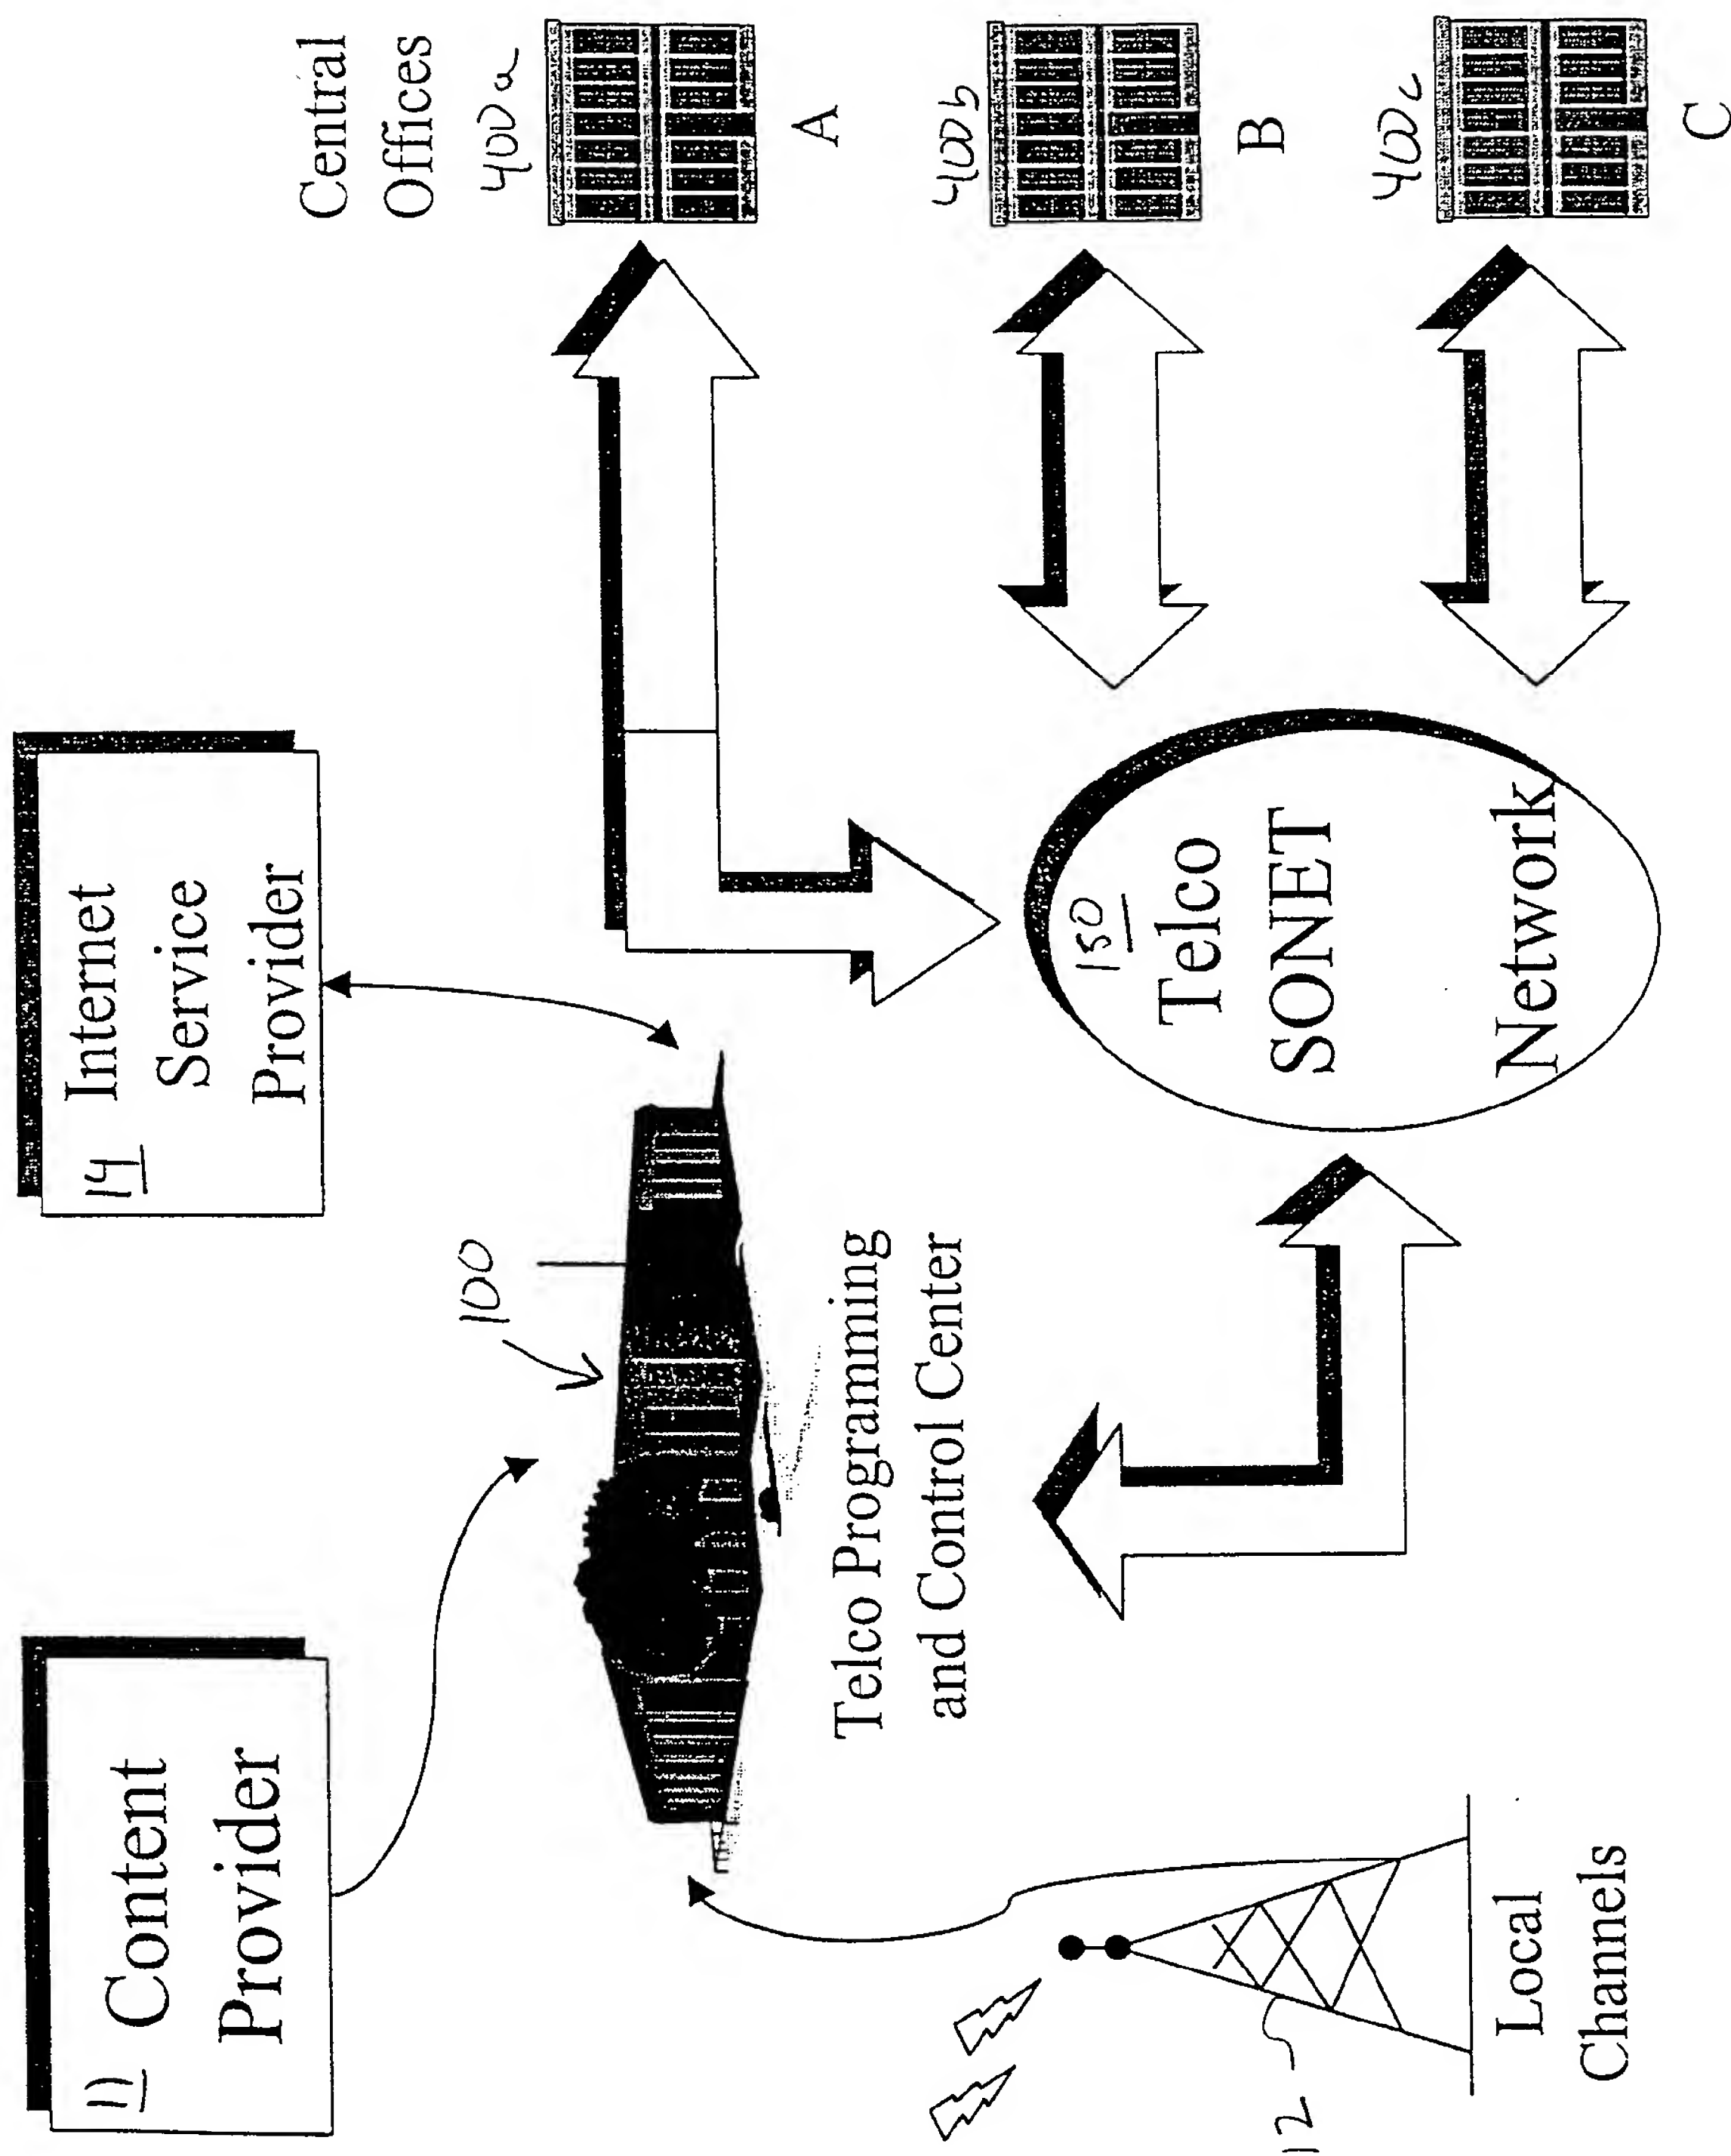 11 Content
Provider
14 Internet
Service
Provider
Central
Offices
400a
A
100
Telco Programming
and Control Center
400b
B
150
Telco
SONET
Network
400c
C
12
Local
Channels